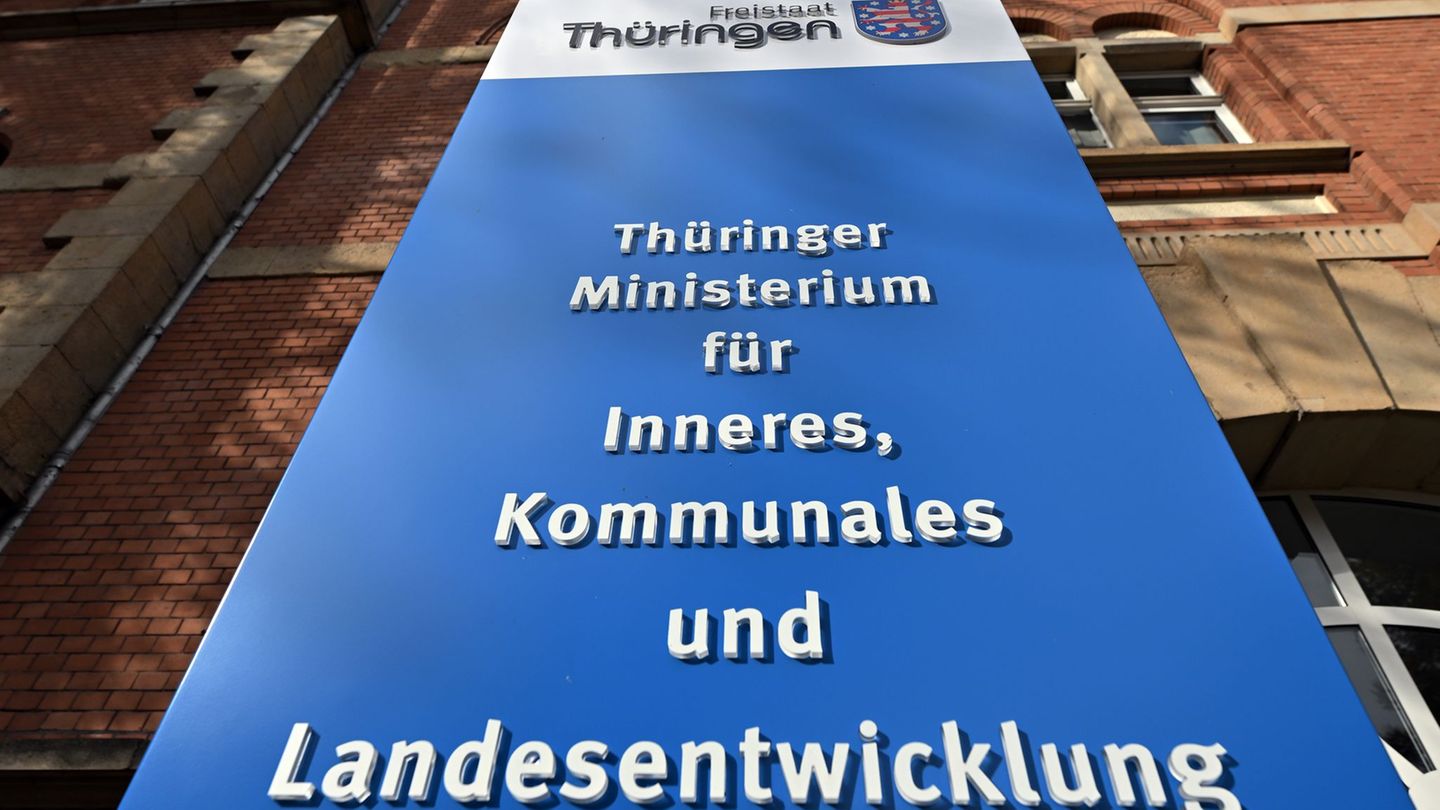 Freistaat
Thüringen
Thüringer
Ministerium
für
Inneres,
Kommunales
und
Landesentwicklung